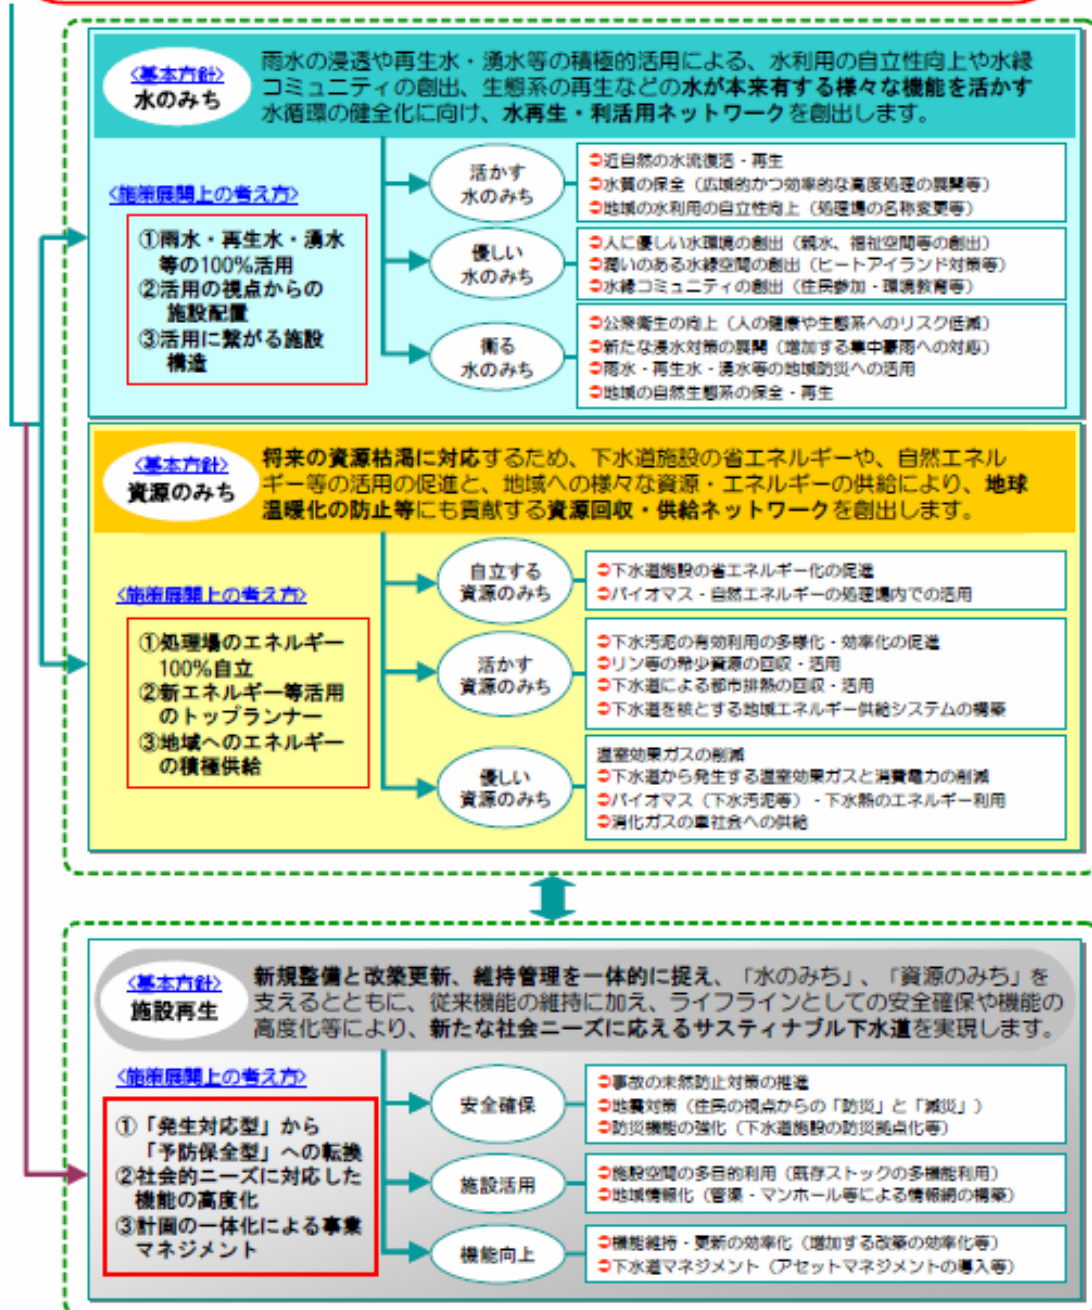 〈基本方針〉
水のみち
雨水の浸透や再生水・湧水等の積極的活用による、水利用の自立性向上や水縁
コミュニティの創出、生態系の再生などの水が本来有する様々な機能を活かす
水循環の健全化に向け、水再生・利活用ネットワークを創出します。
〈施策展開上の考え方〉
①雨水・再生水・湧水
等の100%活用
②活用の視点からの
施設配置
③活用に繋がる施設
構造
活かす
水のみち
近自然の水流復活・再生
水質の保全（広域的かつ効率的な高度処理の展開等）
地域の水利用の自立性向上（処理場の名称変更等）
優しい
水のみち
人に優しい水環境の創出（親水、福祉空間等の創出）
潤いのある水縁空間の創出（ヒートアイランド対策等）
水縁コミュニティの創出（住民参加・環境教育等）
衛る
水のみち
公衆衛生の向上（人の健康や生態系へのリスク低減）
新たな浸水対策の展開（増加する集中豪雨への対応）
雨水・再生水・湧水等の地域防災への活用
地域の自然生態系の保全・再生
〈基本方針〉
資源のみち
将来の資源枯渇に対応するため、下水道施設の省エネルギーや、自然エネル
ギー等の活用の促進と、地域への様々な資源・エネルギーの供給により、地球
温暖化の防止等にも貢献する資源回収・供給ネットワークを創出します。
〈施策展開上の考え方〉
①処理場のエネルギー
100%自立
②新エネルギー等活用
のトップランナー
③地域へのエネルギー
の積極供給
自立する
資源のみち
下水道施設の省エネルギー化の促進
バイオマス・自然エネルギーの処理場内での活用
活かす
資源のみち
下水汚泥の有効利用の多様化・効率化の促進
リン等の希少資源の回収・活用
下水道による都市排熱の回収・活用
下水道を核とする地域エネルギー供給システムの構築
優しい
資源のみち
温室効果ガスの削減
下水道から発生する温室効果ガスと消費電力の削減
バイオマス（下水汚泥等）・下水熱のエネルギー利用
消化ガスの車社会への供給
〈基本方針〉
施設再生
新規整備と改築更新、維持管理を一体的に捉え、「水のみち」、「資源のみち」を
支えるとともに、従来機能の維持に加え、ライフラインとしての安全確保や機能の
高度化等により、新たな社会ニーズに応えるサスティナブル下水道を実現します。
〈施策展開上の考え方〉
①「発生対応型」から
「予防保全型」への転換
②社会的ニーズに対応した
機能の高度化
③計画の一体化による事業
マネジメント
安全確保
事故の未然防止対策の推進
地震対策（住民の視点からの「防災」と「減災」）
防災機能の強化（下水道施設の防災拠点化等）
施設活用
施設空間の多目的利用（既存ストックの多機能利用）
地域情報化（管渠・マンホール等による情報網の構築）
機能向上
機能維持・更新の効率化（増加する改築の効率化等）
下水道マネジメント（アセットマネジメントの導入等）